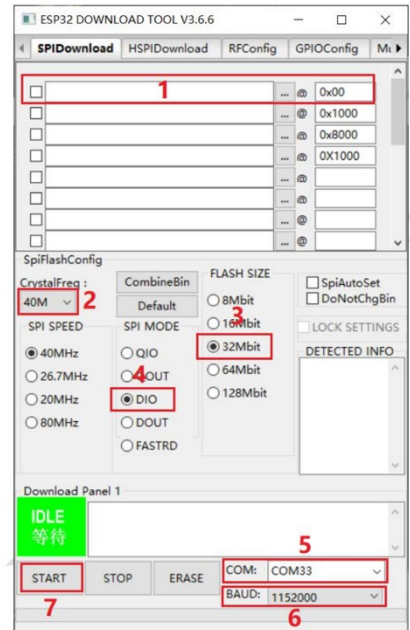 ESP32 DOWNLOAD TOOL V3.6.6
SPIDownload HSPIDownload RFConfig GPIOConfig Mu
1
... @ 0x00
... @ 0x1000
... @ 0x8000
... @ 0X1000
... @
... @
... @
... @
SpiFlashConfig
CrystalFreq :
40M
2
CombineBin
Default
SPI SPEED
40MHz
26.7MHz
20MHz
80MHz
SPI MODE
QIO
QOUT
4
DIO
DOUT
FASTRD
FLASH SIZE
8Mbit
16Mbit
3
32Mbit
64Mbit
128Mbit
SpiAutoSet
DoNotChgBin
LOCK SETTINGS
DETECTED INFO
Download Panel 1
IDLE
等待
5
START STOP ERASE
7
COM: COM33
BAUD: 1152000
6